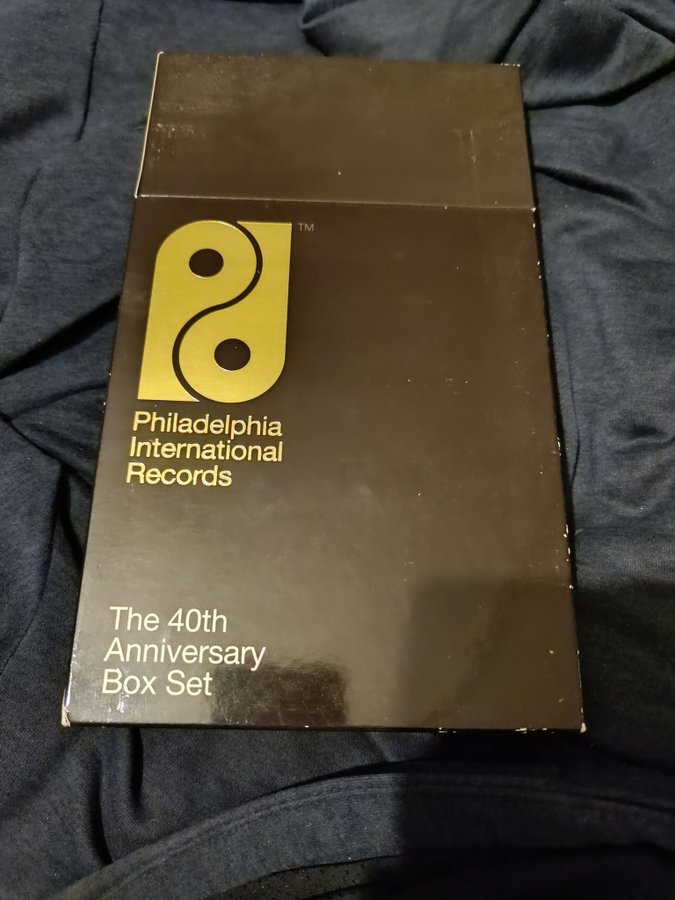 TM
Philadelphia
International
Records
The 40th
Anniversary
Box Set